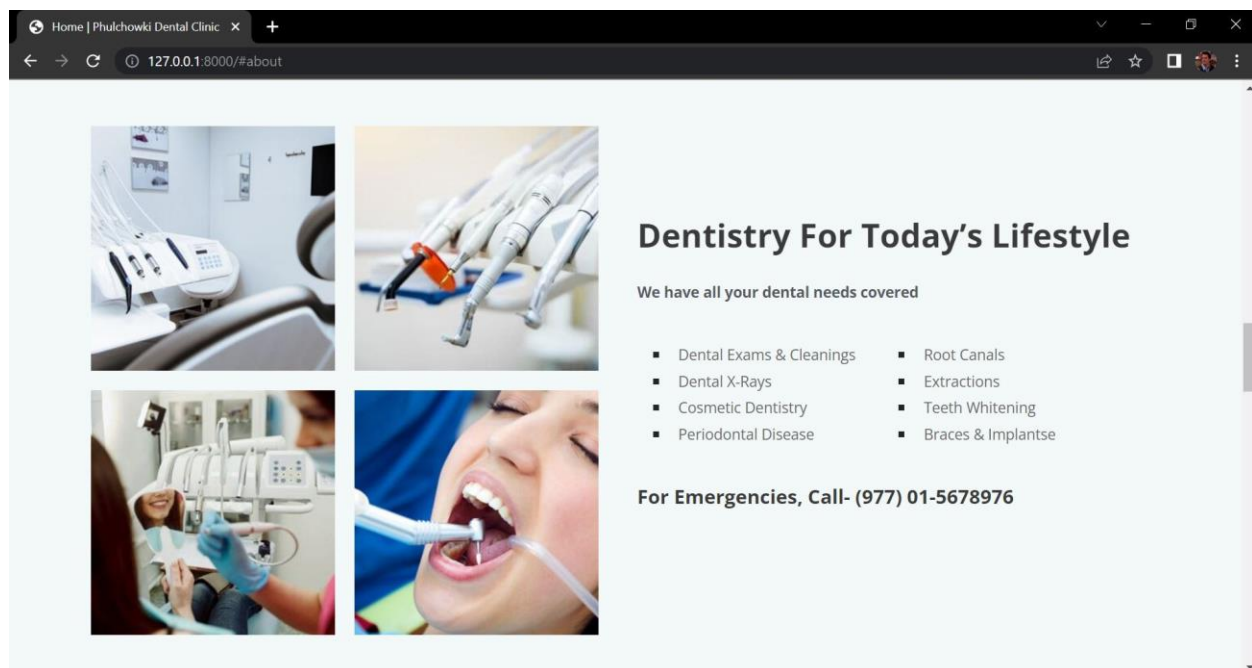 Home | Phulchowki Dental Clinic
127.0.0.1:8000/#about
Dentistry For Today’s Lifestyle
We have all your dental needs covered
Dental Exams & Cleanings
Dental X-Rays
Cosmetic Dentistry
Periodontal Disease
Root Canals
Extractions
Teeth Whitening
Braces & Implantse
For Emergencies, Call- (977) 01-5678976